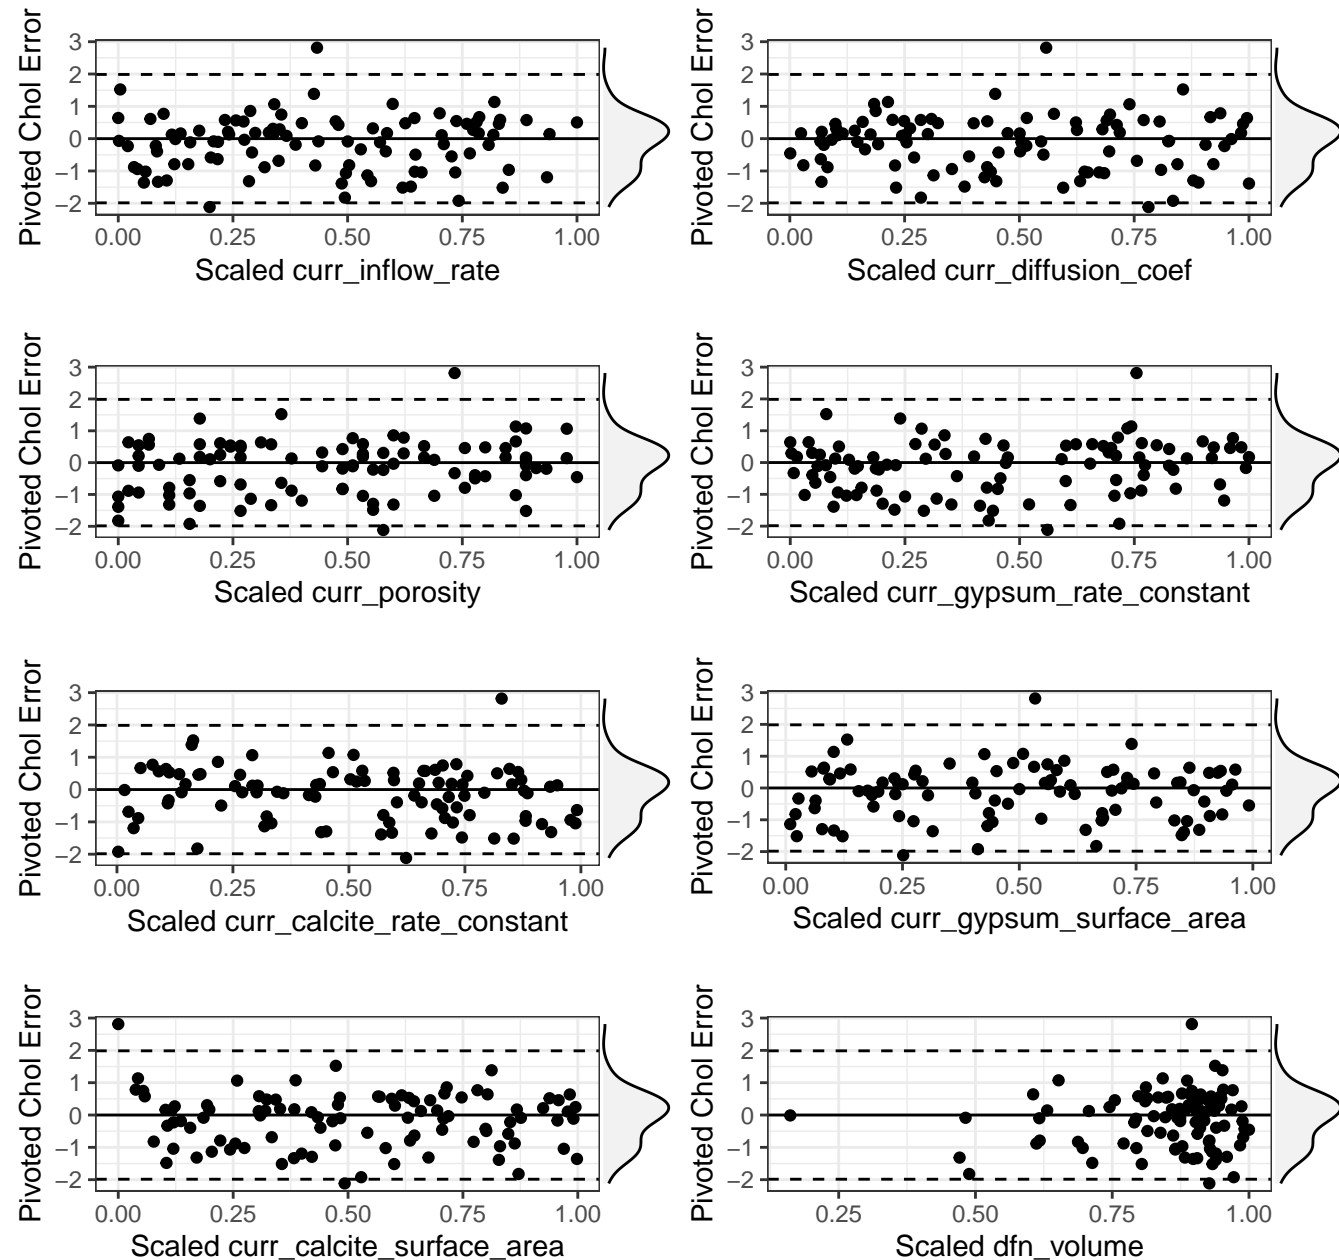 Pivoted Chol Error
3
2
1
0
−1
−2
0.00 0.25 0.50 0.75 1.00
Scaled curr_inflow_rate
Pivoted Chol Error
3
2
1
0
−1
−2
0.00 0.25 0.50 0.75 1.00
Scaled curr_diffusion_coef
Pivoted Chol Error
3
2
1
0
−1
−2
0.00 0.25 0.50 0.75 1.00
Scaled curr_porosity
Pivoted Chol Error
3
2
1
0
−1
−2
0.00 0.25 0.50 0.75 1.00
Scaled curr_gypsum_rate_constant
Pivoted Chol Error
3
2
1
0
−1
−2
0.00 0.25 0.50 0.75 1.00
Scaled curr_calcite_rate_constant
Pivoted Chol Error
3
2
1
0
−1
−2
0.00 0.25 0.50 0.75 1.00
Scaled curr_gypsum_surface_area
Pivoted Chol Error
3
2
1
0
−1
−2
0.00 0.25 0.50 0.75 1.00
Scaled curr_calcite_surface_area
Pivoted Chol Error
3
2
1
0
−1
−2
0.25 0.50 0.75 1.00
Scaled dfn_volume